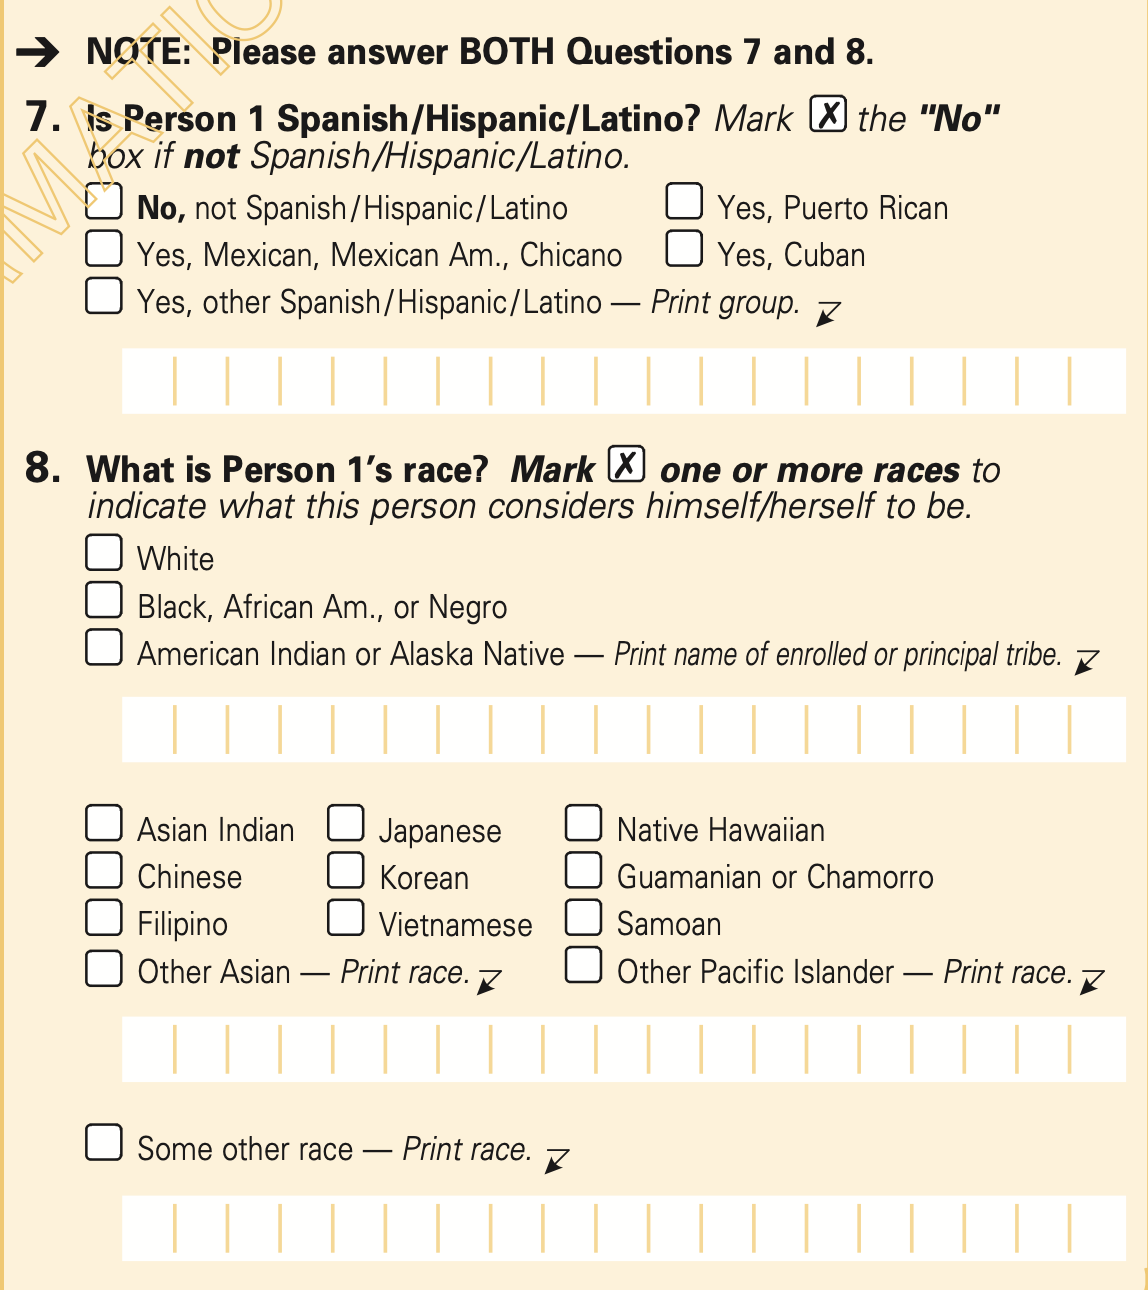 ➔ NOTE: Please answer BOTH Questions 7 and 8.
7. Is Person 1 Spanish/Hispanic/Latino? Mark ✗ the "No"
box if not Spanish/Hispanic/Latino.
No, not Spanish/Hispanic/Latino Yes, Puerto Rican
Yes, Mexican, Mexican Am., Chicano Yes, Cuban
Yes, other Spanish/Hispanic/Latino — Print group.
8. What is Person 1’s race? Mark ✗ one or more races to
indicate what this person considers himself/herself to be.
White
Black, African Am., or Negro
American Indian or Alaska Native — Print name of enrolled or principal tribe.
Asian Indian Japanese Native Hawaiian
Chinese Korean Guamanian or Chamorro
Filipino Vietnamese Samoan
Other Asian — Print race. Other Pacific Islander — Print race.
Some other race — Print race.